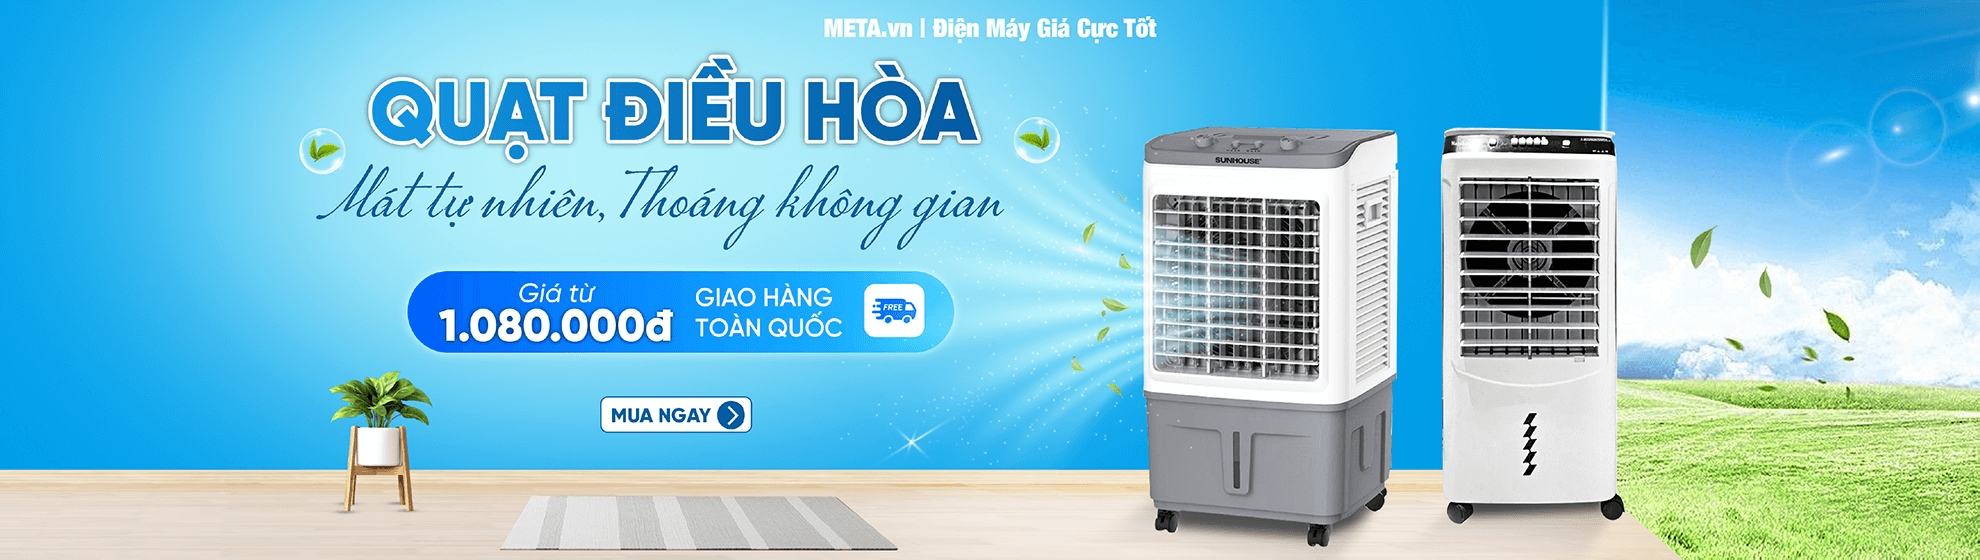 META.vn | Điện Máy Giá Cực Tốt
QUẠT ĐIỀU HÒA
Mát tự nhiên, Thoáng không gian
Giá từ
1.080.000đ
GIAO HÀNG
TOÀN QUỐC
FREE
MUA NGAY
SUNHOUSE